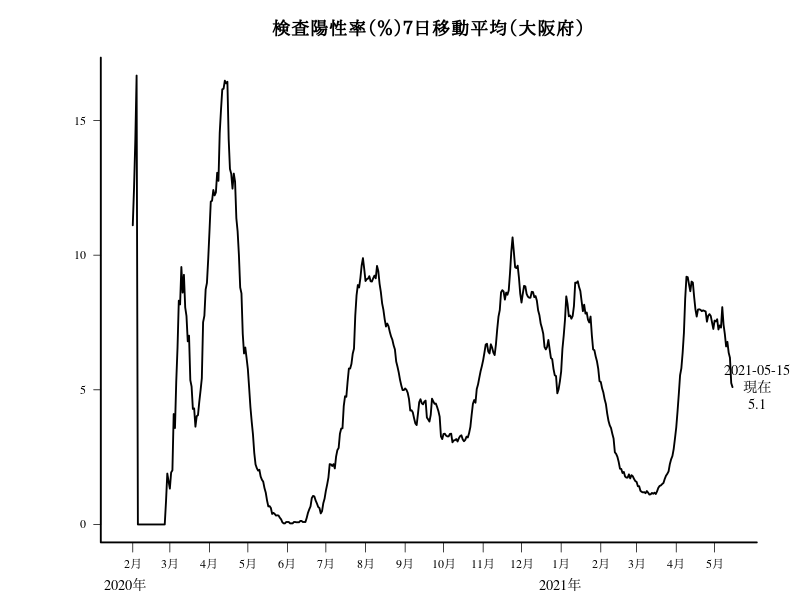 検査陽性率(%)7日移動平均(大阪府)
15
10
5
0
2021-05-15
現在
5.1
2月 3月 4月 5月 6月 7月 8月 9月 10月 11月 12月 1月 2月 3月 4月 5月
2020年 2021年